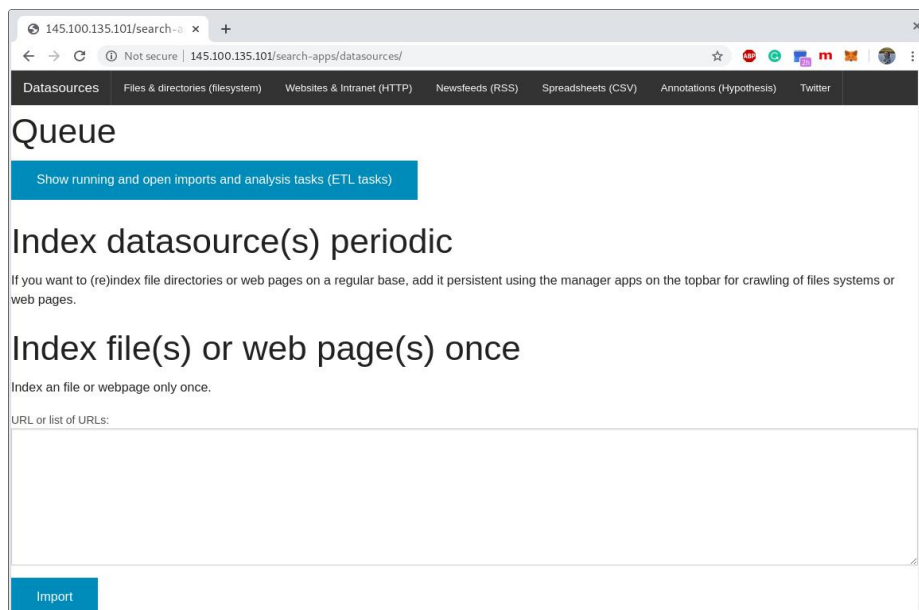 145.100.135.101/search-a
Not secure | 145.100.135.101/search-apps/datasources/
ABP
m
Datasources Files & directories (filesystem) Websites & Intranet (HTTP) Newsfeeds (RSS) Spreadsheets (CSV) Annotations (Hypothesis) Twitter
Queue
Show running and open imports and analysis tasks (ETL tasks)
Index datasource(s) periodic
If you want to (re)index file directories or web pages on a regular base, add it persistent using the manager apps on the topbar for crawling of files systems or
web pages.
Index file(s) or web page(s) once
Index an file or webpage only once.
URL or list of URLs:
Import